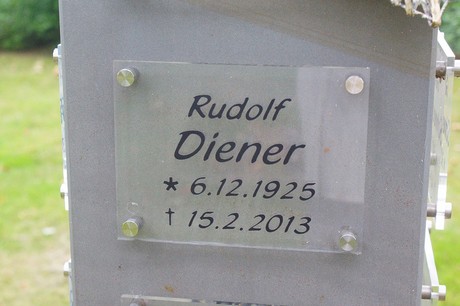 Rudolf
Diener
* 6.12.1925
† 15.2.2013